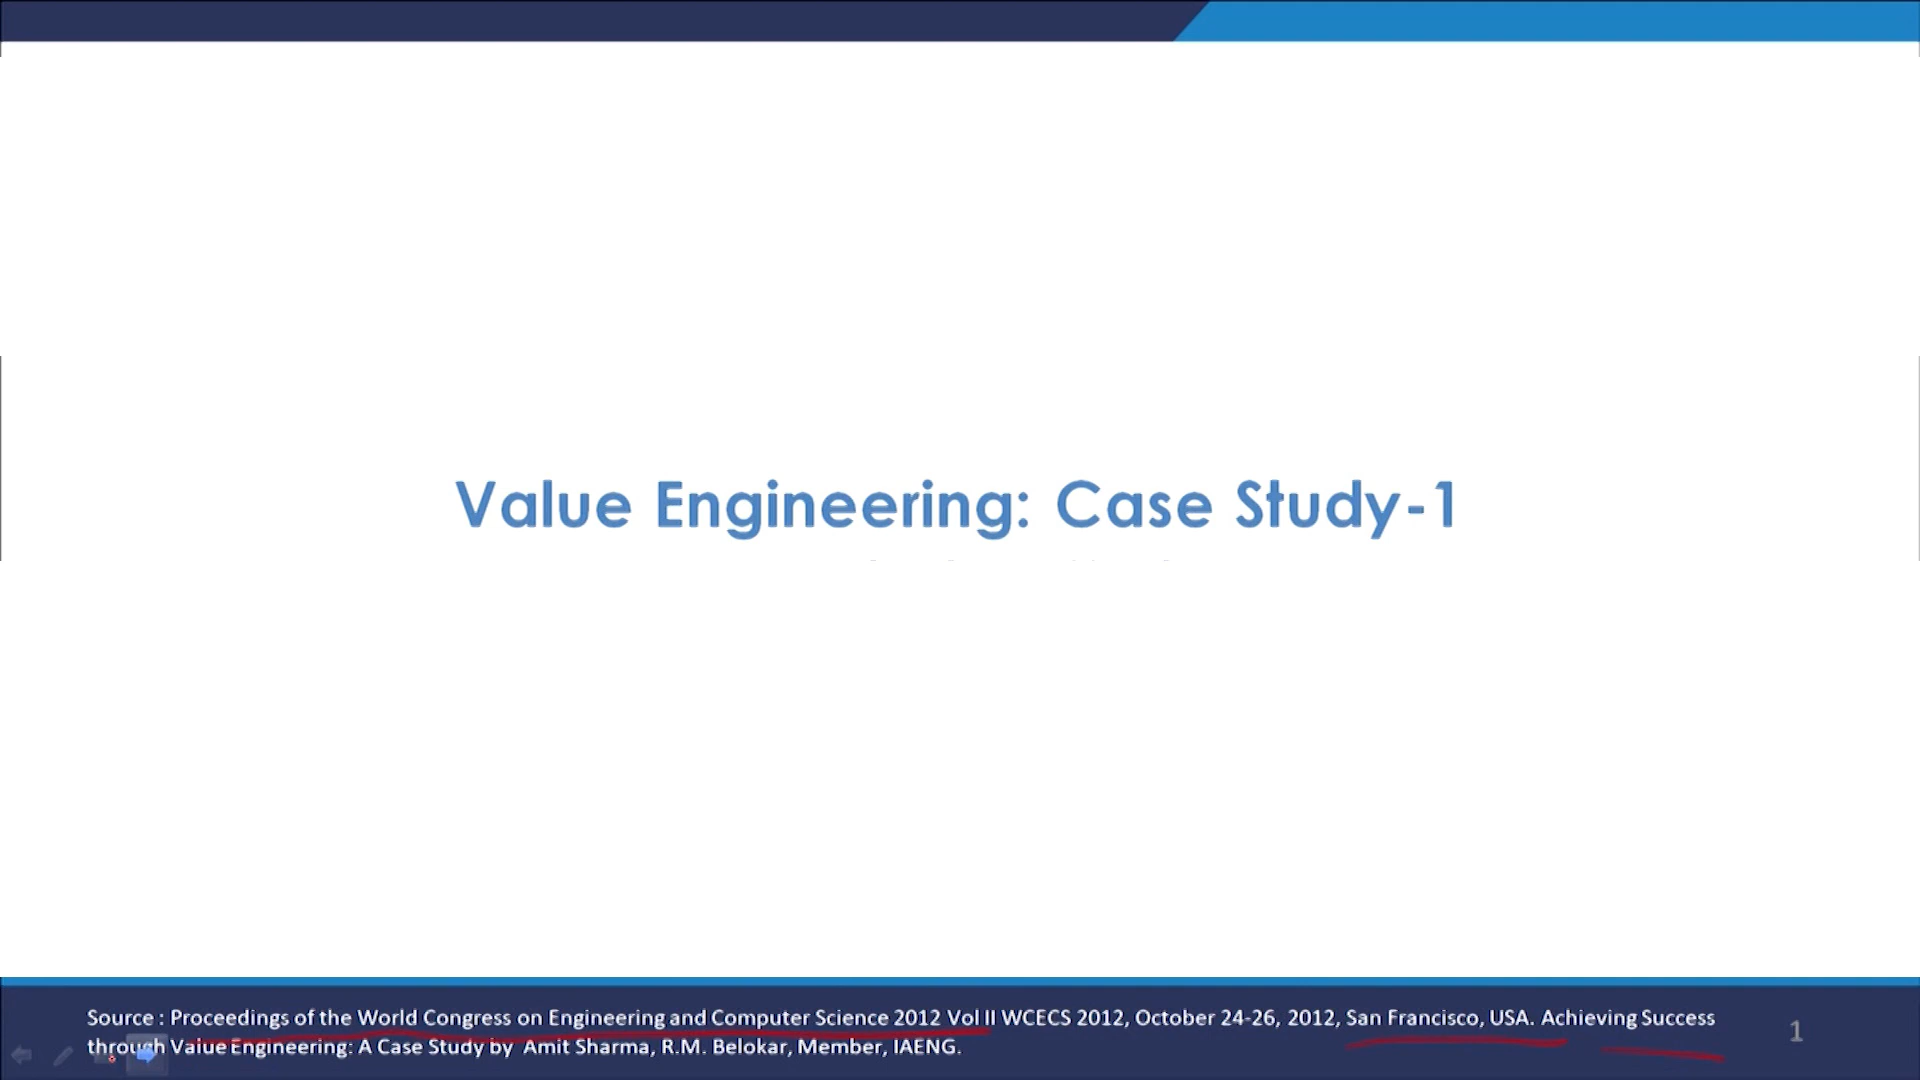 Value Engineering: Case Study-1
Source : Proceedings of the World Congress on Engineering and Computer Science 2012 Vol II WCECS 2012, October 24-26, 2012, San Francisco, USA. Achieving Success
through Value Engineering: A Case Study by Amit Sharma, R.M. Belokar, Member, IAENG.
1